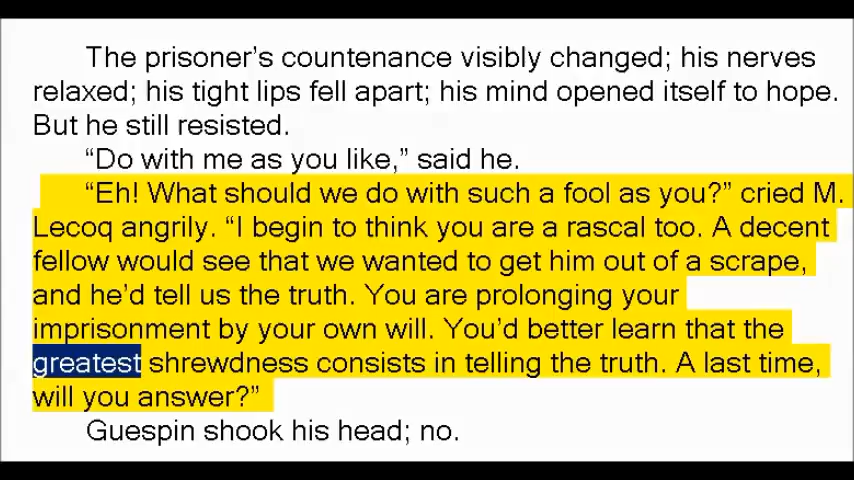 The prisoner’s countenance visibly changed; his nerves
relaxed; his tight lips fell apart; his mind opened itself to hope.
But he still resisted.
“Do with me as you like,” said he.
“Eh! What should we do with such a fool as you?” cried M.
Lecoq angrily. “I begin to think you are a rascal too. A decent
fellow would see that we wanted to get him out of a scrape,
and he’d tell us the truth. You are prolonging your
imprisonment by your own will. You’d better learn that the
greatest shrewdness consists in telling the truth. A last time,
will you answer?”
Guespin shook his head; no.